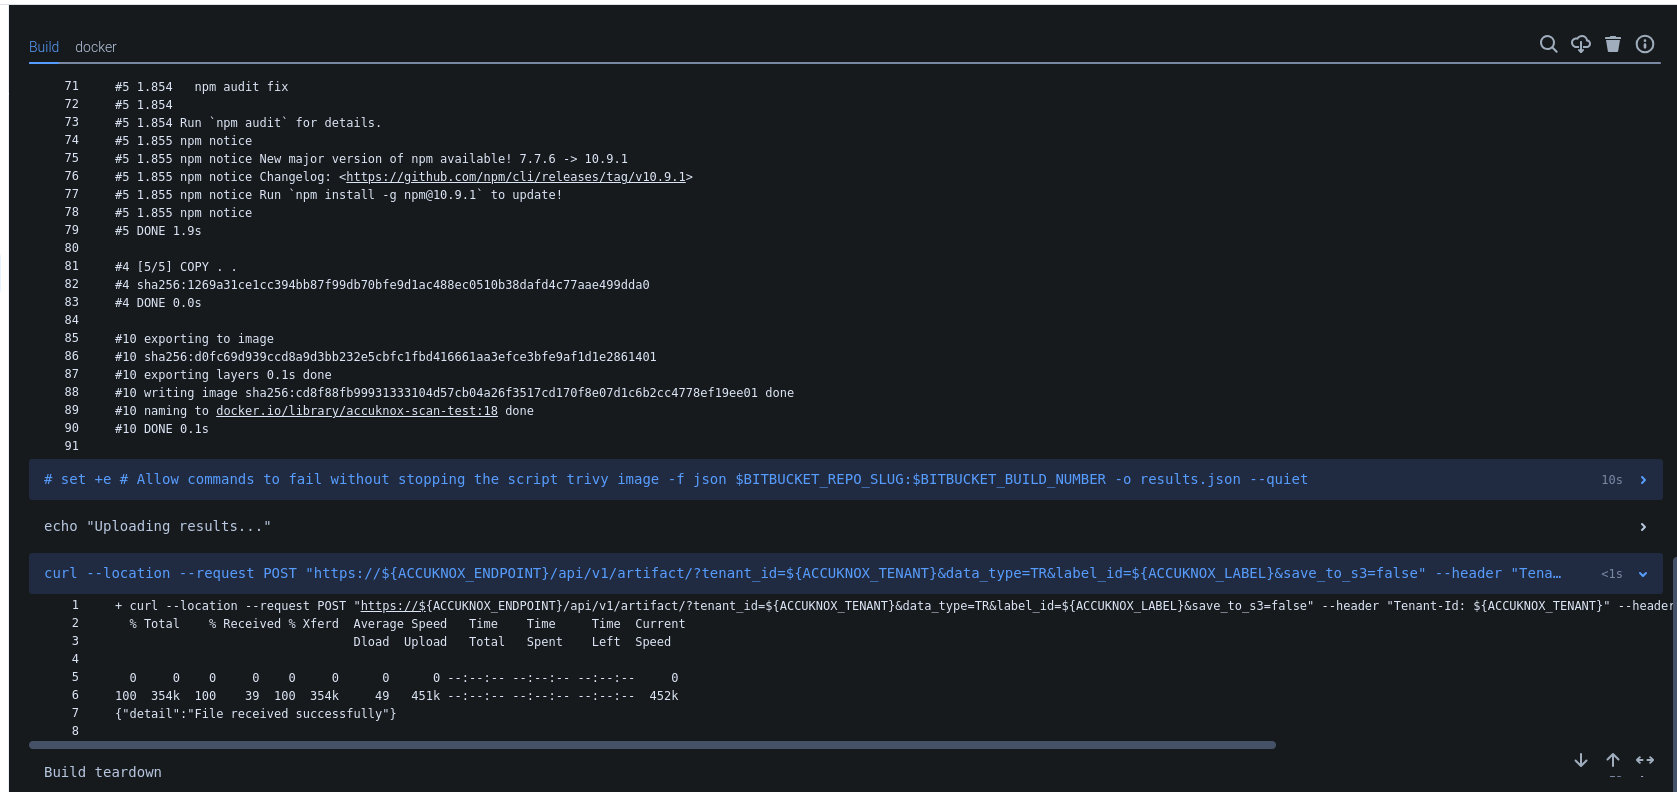 Build docker
71 #5 1.854   npm audit fix
72 #5 1.854
73 #5 1.854 Run `npm audit` for details.
74 #5 1.855 npm notice
75 #5 1.855 npm notice New major version of npm available! 7.7.6 -> 10.9.1
76 #5 1.855 npm notice Changelog: <https://github.com/npm/cli/releases/tag/v10.9.1>
77 #5 1.855 npm notice Run `npm install -g npm@10.9.1` to update!
78 #5 1.855 npm notice
79 #5 DONE 1.9s
80
81 #4 [5/5] COPY . .
82 #4 sha256:1269a31ce1cc394bb87f99db70bfe9d1ac488ec0510b38dafd4c77aae499dda0
83 #4 DONE 0.0s
84
85 #10 exporting to image
86 #10 sha256:d0fc69d939ccd8a9d3bb232e5cbfc1fbd416661aa3efce3bfe9af1d1e2861401
87 #10 exporting layers 0.1s done
88 #10 writing image sha256:cd8f88fb99931333104d57cb04a26f3517cd170f8e07d1c6b2cc4778ef19ee01 done
89 #10 naming to docker.io/library/accuknox-scan-test:18 done
90 #10 DONE 0.1s
91
# set +e # Allow commands to fail without stopping the script trivy image -f json $BITBUCKET_REPO_SLUG:$BITBUCKET_BUILD_NUMBER -o results.json --quiet 10s
echo "Uploading results..."
curl --location --request POST "https://${ACCUKNOX_ENDPOINT}/api/v1/artifact/?tenant_id=${ACCUKNOX_TENANT}&data_type=TR&label_id=${ACCUKNOX_LABEL}&save_to_s3=false" --header "Tena… <1s
1 + curl --location --request POST "https://${ACCUKNOX_ENDPOINT}/api/v1/artifact/?tenant_id=${ACCUKNOX_TENANT}&data_type=TR&label_id=${ACCUKNOX_LABEL}&save_to_s3=false" --header "Tenant-Id: ${ACCUKNOX_TENANT}" --header
2   % Total    % Received % Xferd  Average Speed   Time    Time     Time  Current
3                                  Dload  Upload   Total   Spent    Left  Speed
4
5   0     0    0     0    0     0      0      0 --:--:-- --:--:-- --:--:--     0
6 100  354k  100    39  100  354k     49   451k --:--:-- --:--:-- --:--:--  452k
7 {"detail":"File received successfully"}
8
Build teardown